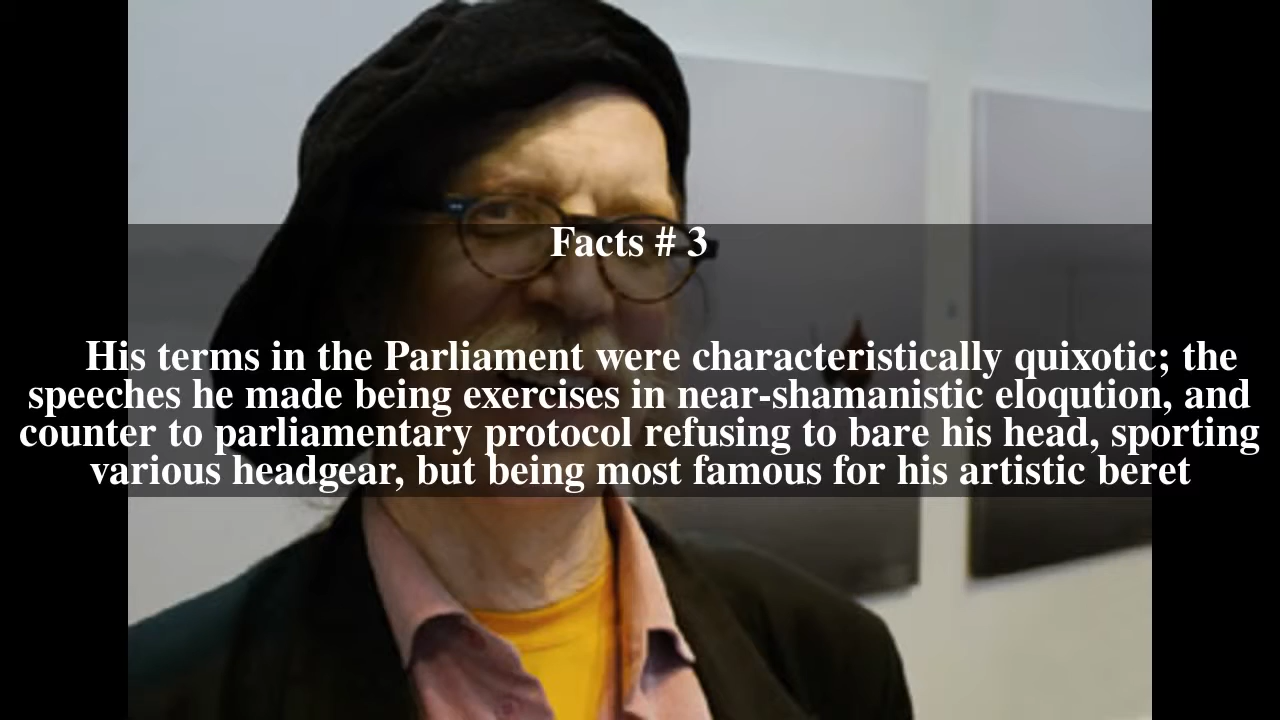 Facts # 3
His terms in the Parliament were characteristically quixotic; the
speeches he made being exercises in near-shamanistic eloqution, and
counter to parliamentary protocol refusing to bare his head, sporting
various headgear, but being most famous for his artistic beret